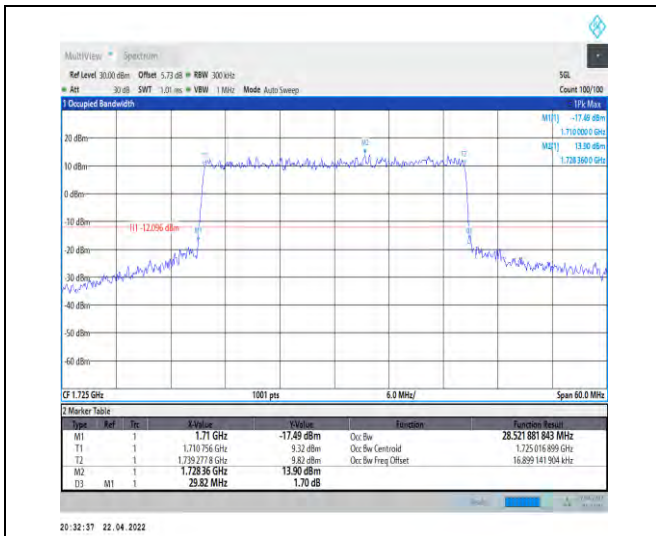 MultiView Spectrum
Ref Level 30.00 dBm Offset 5.73 dB RBW 300 kHz SGL
Att 30 dB SWT 1.01 ms VBW 1 MHz Mode Auto Sweep Count 100/100
1 Occupied Bandwidth 1Pk Max
M1[1] -17.49 dBm
1.710 000 0 GHz
M2[1] 13.90 dBm
1.728 360 0 GHz
20 dBm
M2
T1
T2
10 dBm
0 dBm
-10 dBm
H1 -12.096 dBm
M1
D3
-20 dBm
-30 dBm
-40 dBm
-50 dBm
-60 dBm
CF 1.725 GHz 1001 pts 6.0 MHz/ Span 60.0 MHz
2 Marker Table
Type Ref Trc X-Value Y-Value Function Function Result
M1 1 1.71 GHz -17.49 dBm Occ Bw 28.521 881 843 MHz
T1 1 1.710 756 GHz 9.32 dBm Occ Bw Centroid 1.725 016 899 GHz
T2 1 1.739 277 8 GHz 9.82 dBm Occ Bw Freq Offset 16.899 141 904 kHz
M2 1 1.728 36 GHz 13.90 dBm
D3 M1 1 29.82 MHz 1.70 dB
20:32:37 22.04.2022